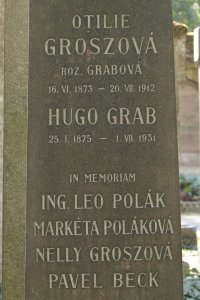 OTILIE
GROSZOVÁ
ROZ. GRABOVÁ
16. VI. 1873 – 26. VII. 1912
HUGO GRAB
25. I. 1875 – 1. VII. 1931
IN MEMORIAM
ING. LEO POLÁK
MARKÉTA POLÁKOVÁ
NELLY GROSZOVÁ
PAVEL BECK